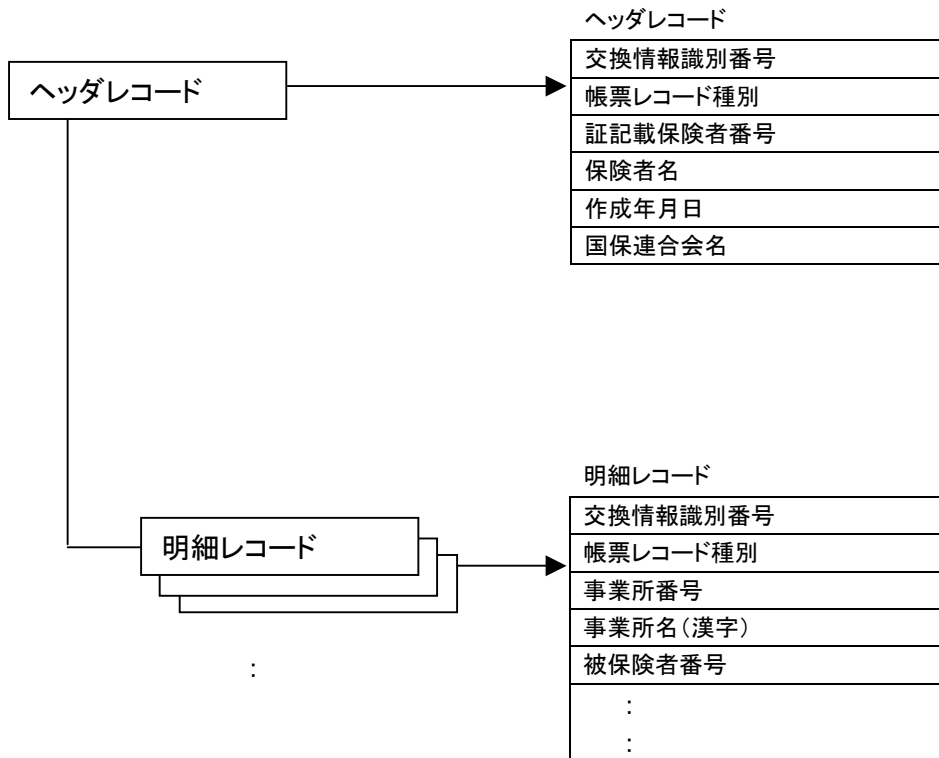 ヘッダレコード
ヘッダレコード
交換情報識別番号
帳票レコード種別
証記載保険者番号
保険者名
作成年月日
国保連合会名
明細レコード
:
明細レコード
交換情報識別番号
帳票レコード種別
事業所番号
事業所名(漢字)
被保険者番号
:
: